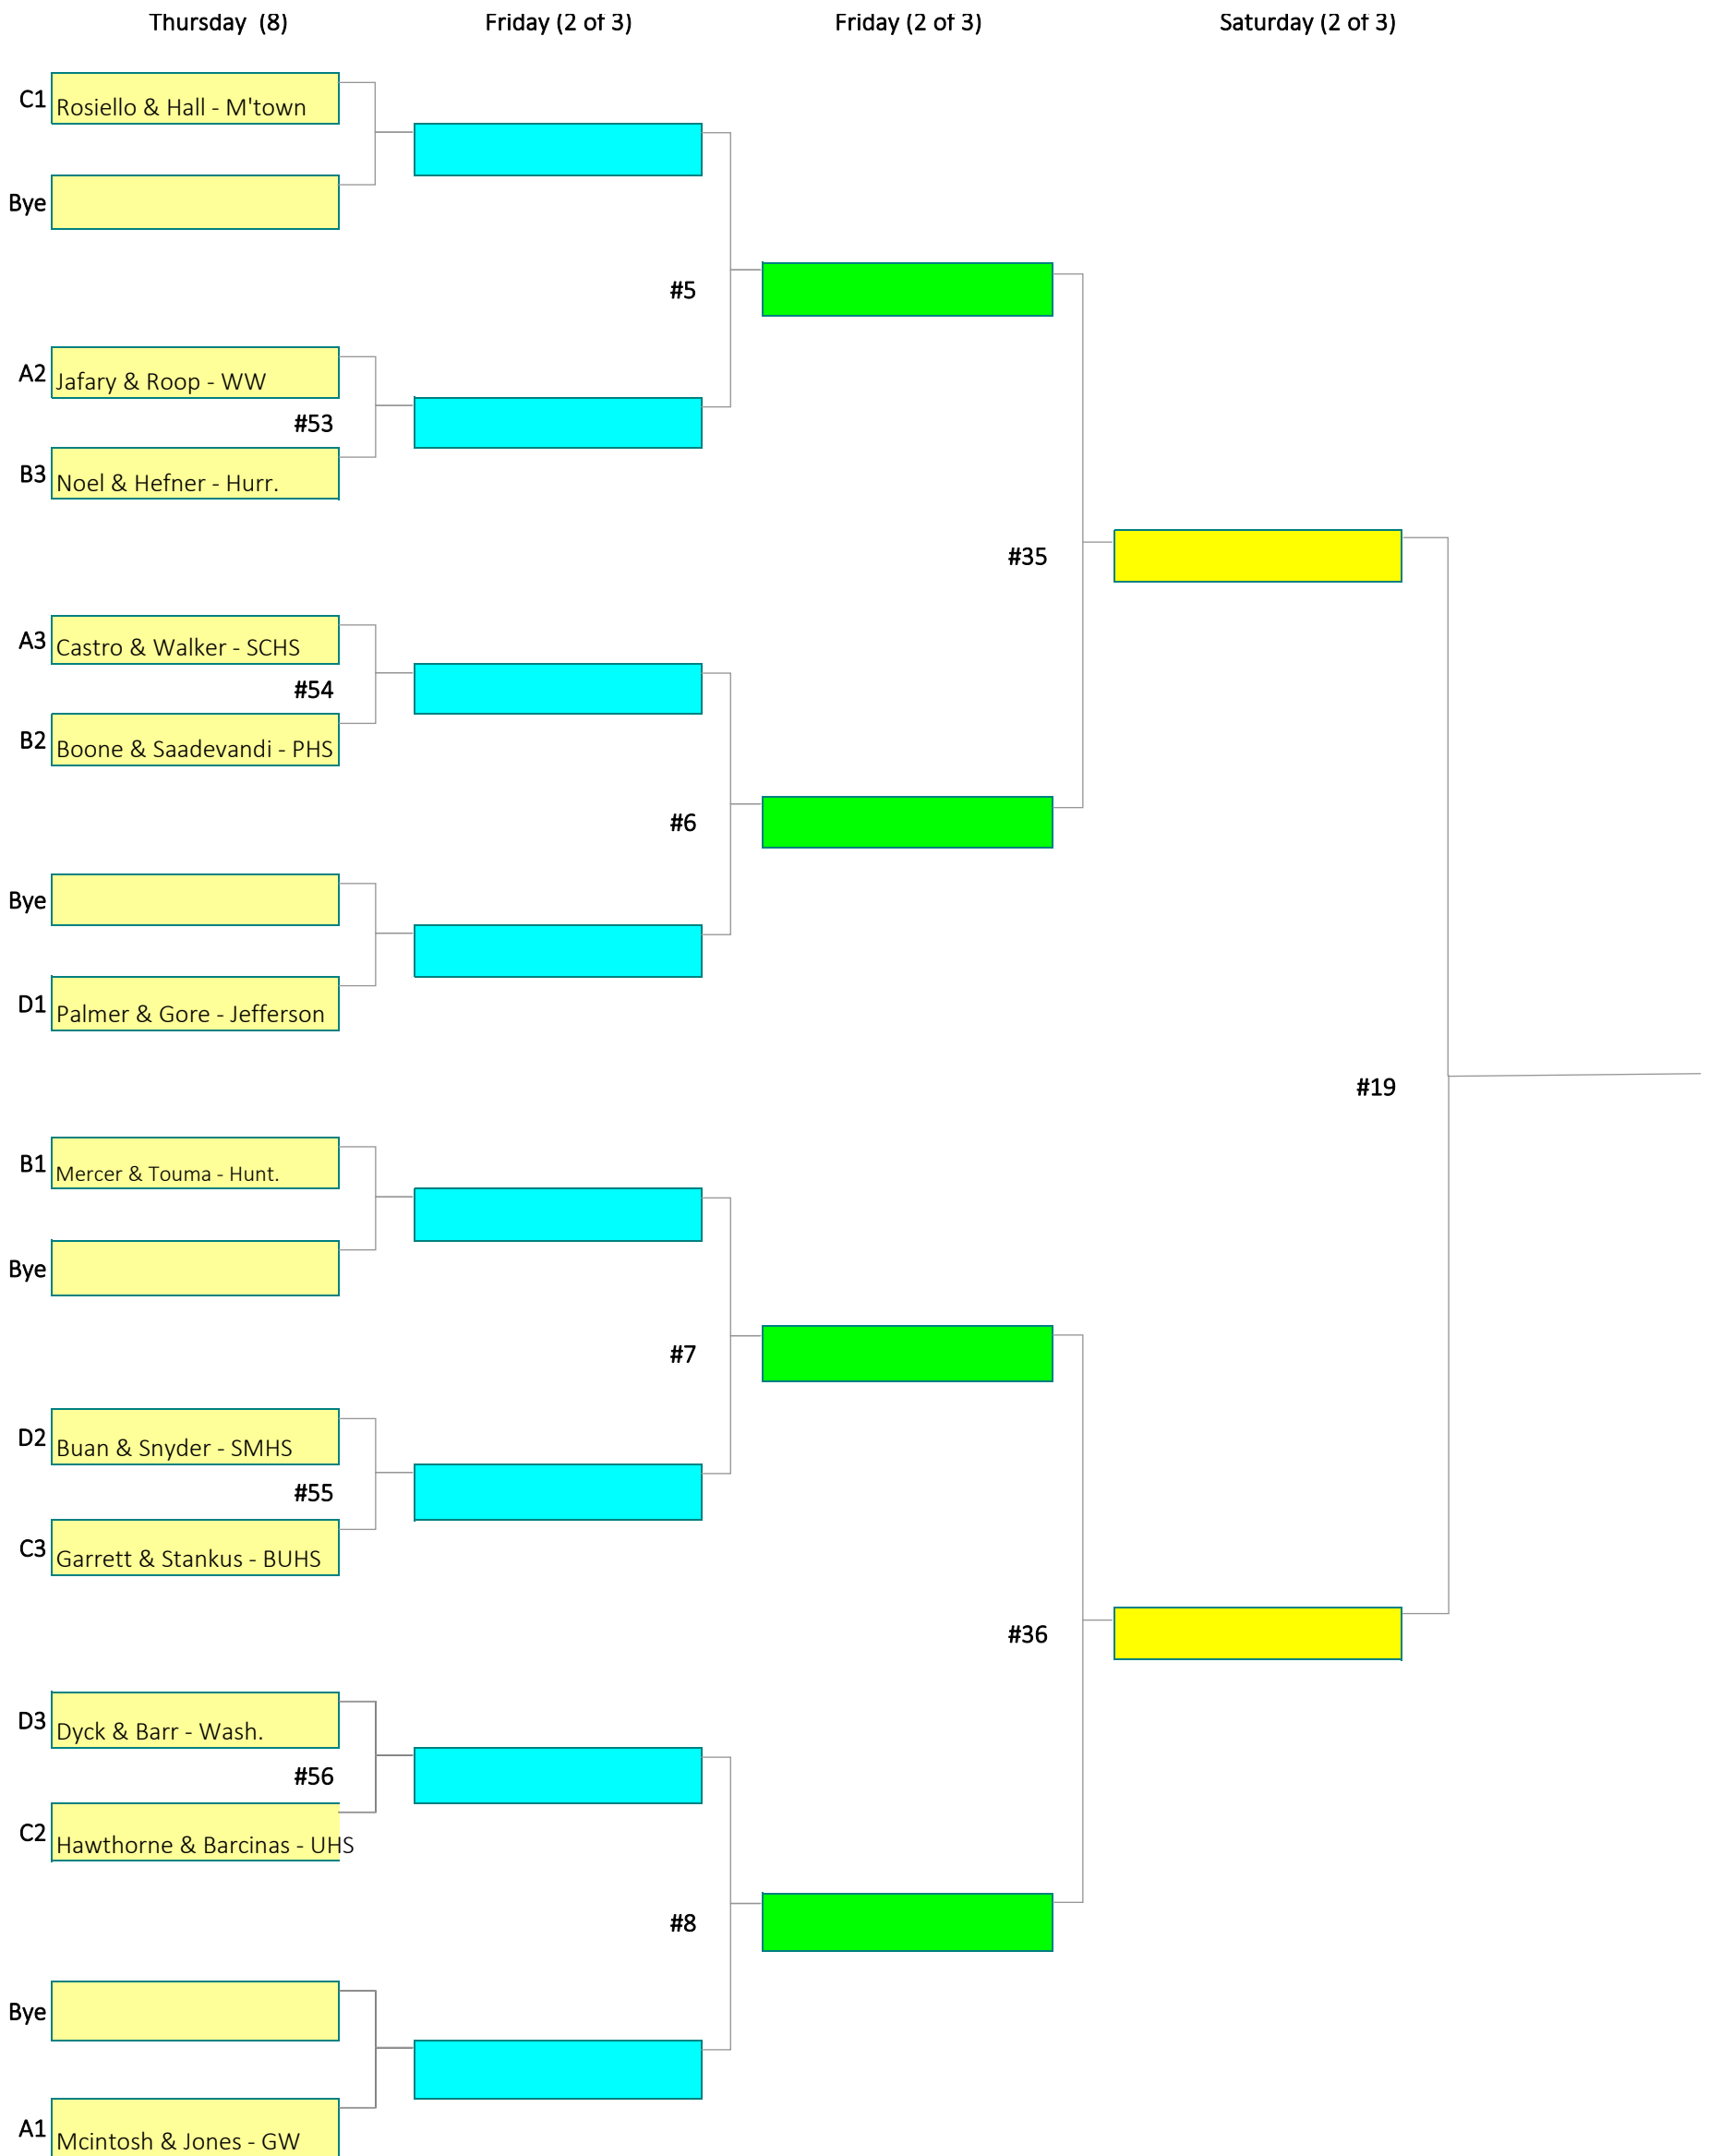 Thursday (8) Friday (2 of 3) Friday (2 of 3) Saturday (2 of 3)
C1 Rosiello & Hall - M'town
Bye
#5
A2 Jafary & Roop - WW
#53
B3 Noel & Hefner - Hurr.
#35
A3 Castro & Walker - SCHS
#54
B2 Boone & Saadevandi - PHS
#6
Bye
D1 Palmer & Gore - Jefferson
#19
B1 Mercer & Touma - Hunt.
Bye
#7
D2 Buan & Snyder - SMHS
#55
C3 Garrett & Stankus - BUHS
#36
D3 Dyck & Barr - Wash.
#56
C2 Hawthorne & Barcinas - UHS
#8
Bye
A1 Mcintosh & Jones - GW